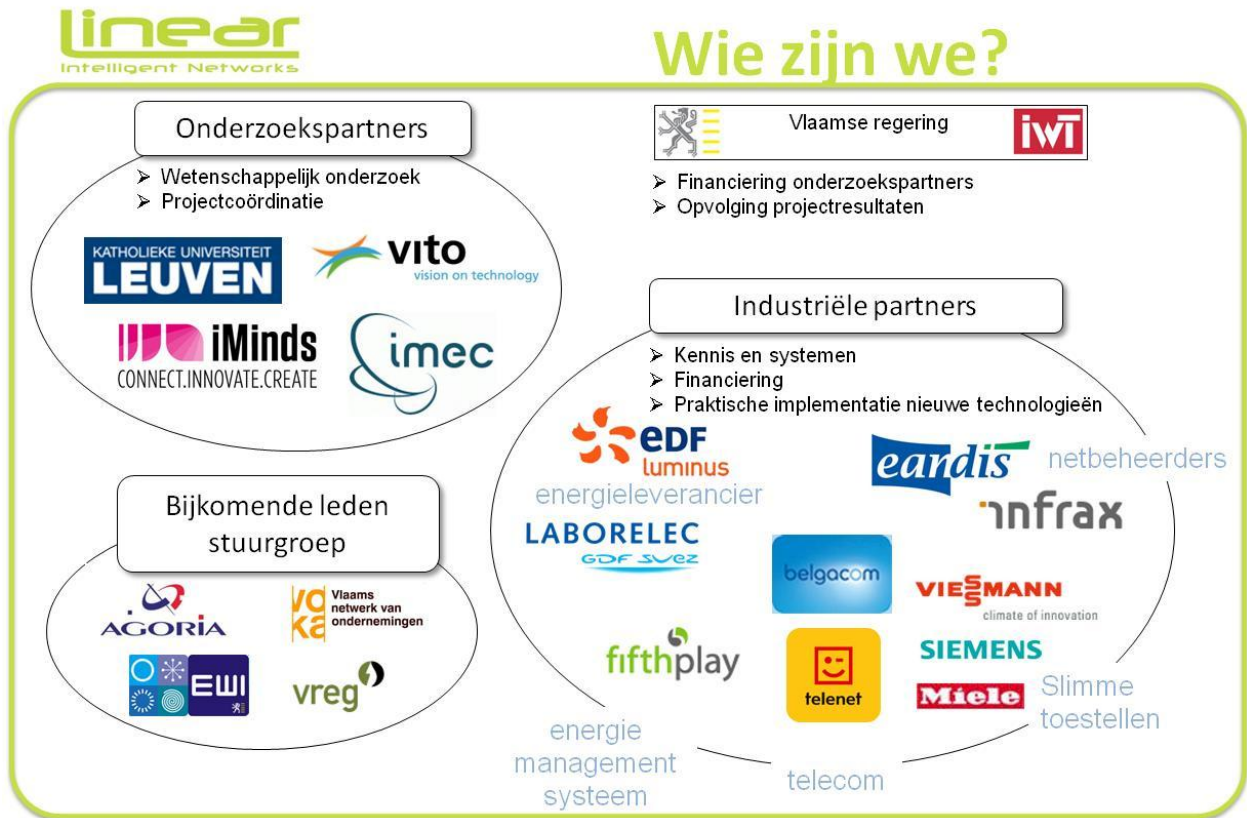 Linear
Intelligent Networks
Wie zijn we?
Onderzoekspartners
➢ Wetenschappelijk onderzoek
➢ Projectcoördinatie
KATHOLIEKE UNIVERSITEIT
LEUVEN
vito
vision on technology
iMinds
CONNECT.INNOVATE.CREATE
imec
Vlaamse regering
iwt
➢ Financiering onderzoekspartners
➢ Opvolging projectresultaten
Industriële partners
➢ Kennis en systemen
➢ Financiering
➢ Praktische implementatie nieuwe technologieën
eDF
luminus
energieleverancier
eandis
netbeheerders
infrax
LABORELEC
GDF SUEZ
belgacom
VIESSMANN
climate of innovation
fifthplay
telenet
SIEMENS
Miele
Slimme
toestellen
energie
management
systeem
telecom
Bijkomende leden
stuurgroep
AGORIA
VOKA
Vlaams
netwerk van
ondernemingen
EWI
vreg